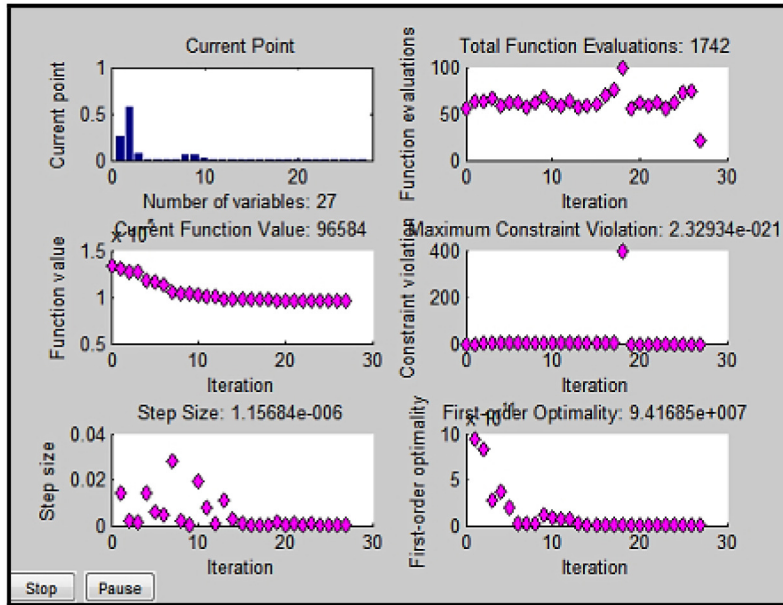 Current Point
Current point
1
0.5
0
0
10
20
Number of variables: 27
Total Function Evaluations: 1742
Function evaluations
100
50
0
0
10
20
30
Iteration
Current Function Value: 96584
Function value
1.5
1
0.5
0
10
20
30
Iteration
Maximum Constraint Violation: 2.32934e-021
Constraint violation
400
200
0
0
10
20
30
Iteration
Step Size: 1.15684e-006
Step size
0.04
0.02
0
0
10
20
30
Iteration
First-order Optimality: 9.41685e+007
First-order optimality
10
5
0
0
10
20
30
Iteration
Stop
Pause